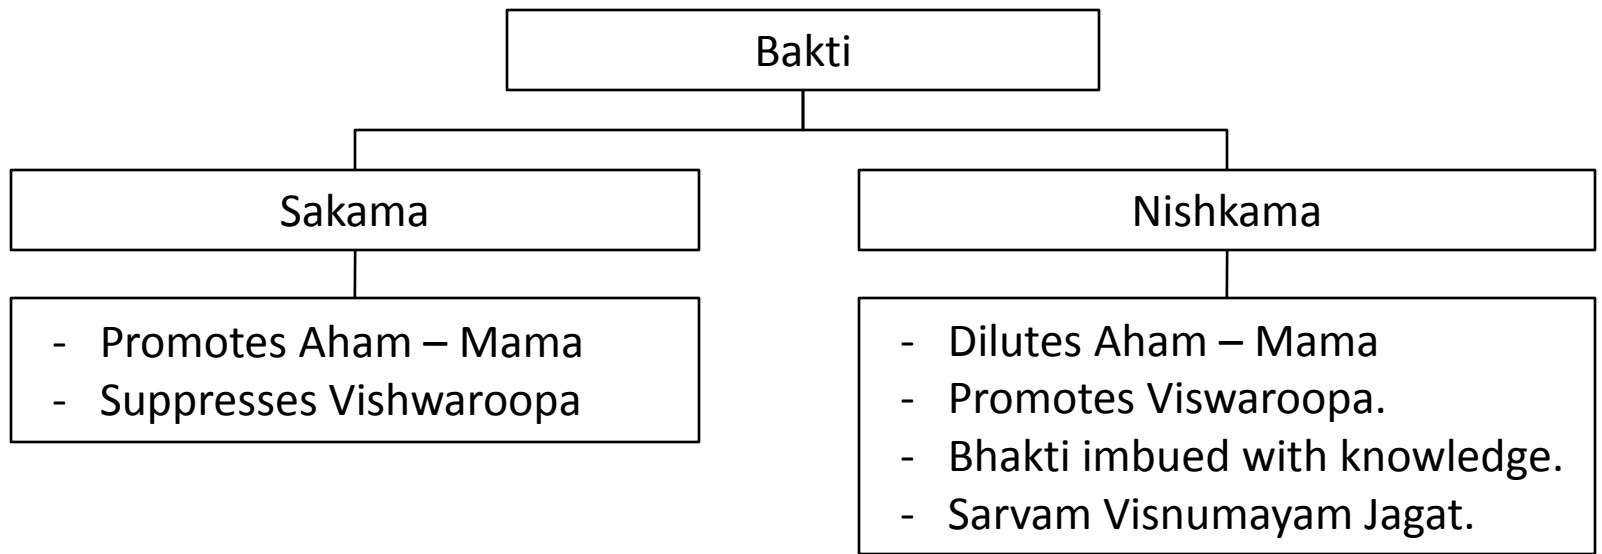 Bakti
Sakama
Nishkama
- Promotes Aham – Mama
- Suppresses Vishwaroopa
- Dilutes Aham – Mama
- Promotes Viswaroopa.
- Bhakti imbued with knowledge.
- Sarvam Visnumayam Jagat.